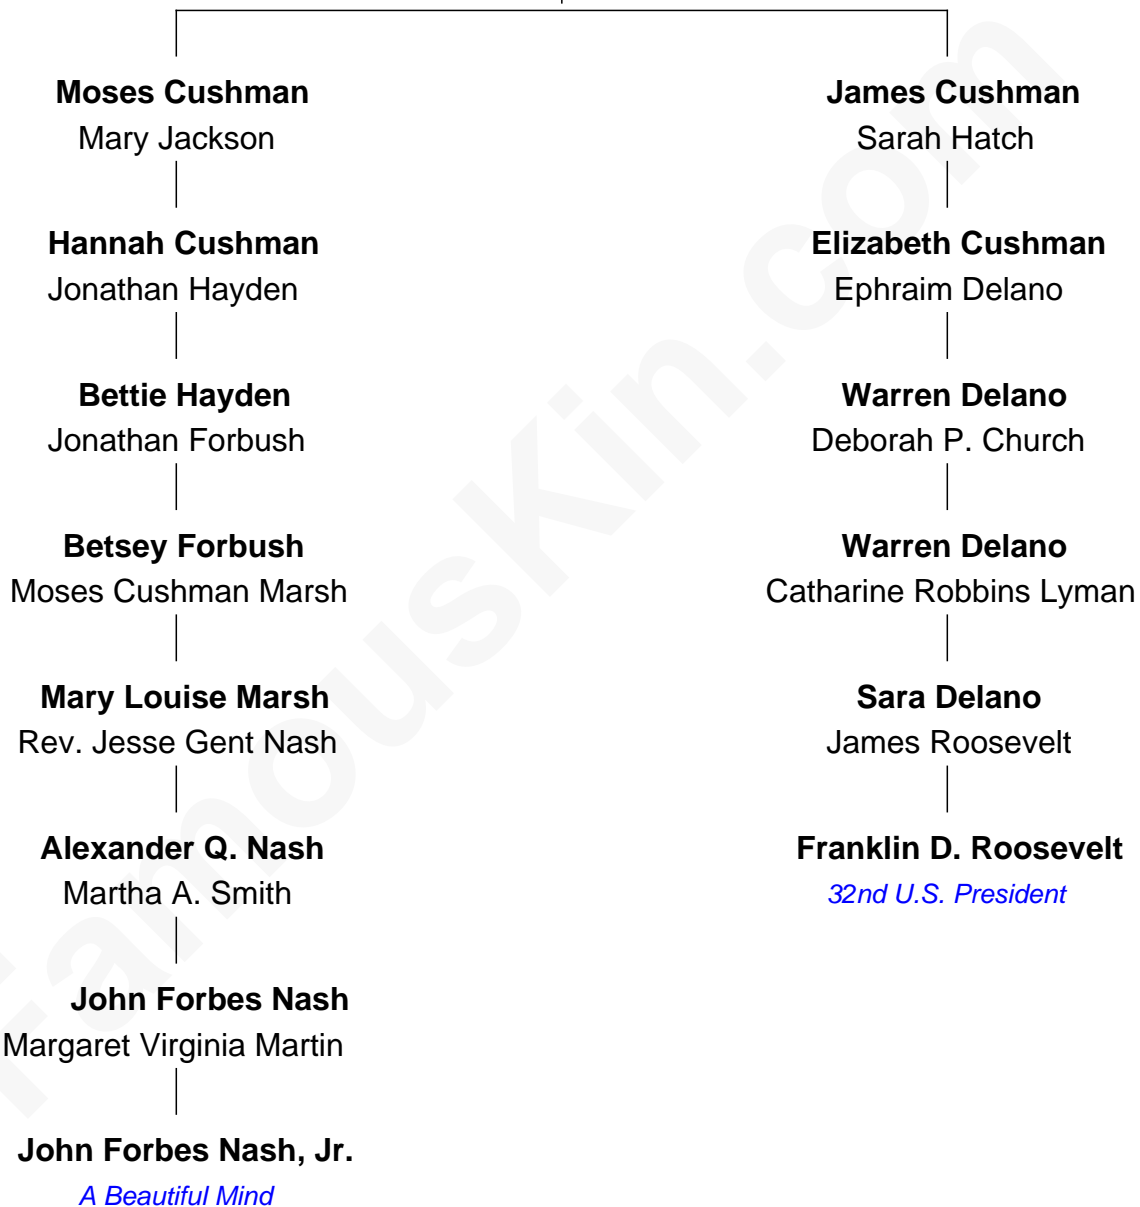 Moses Cushman
Mary Jackson
Hannah Cushman
Jonathan Hayden
Bettie Hayden
Jonathan Forbush
Betsey Forbush
Moses Cushman Marsh
Mary Louise Marsh
Rev. Jesse Gent Nash
Alexander Q. Nash
Martha A. Smith
John Forbes Nash
Margaret Virginia Martin
John Forbes Nash, Jr.
A Beautiful Mind
James Cushman
Sarah Hatch
Elizabeth Cushman
Ephraim Delano
Warren Delano
Deborah P. Church
Warren Delano
Catharine Robbins Lyman
Sara Delano
James Roosevelt
Franklin D. Roosevelt
32nd U.S. President
FamousKin.com